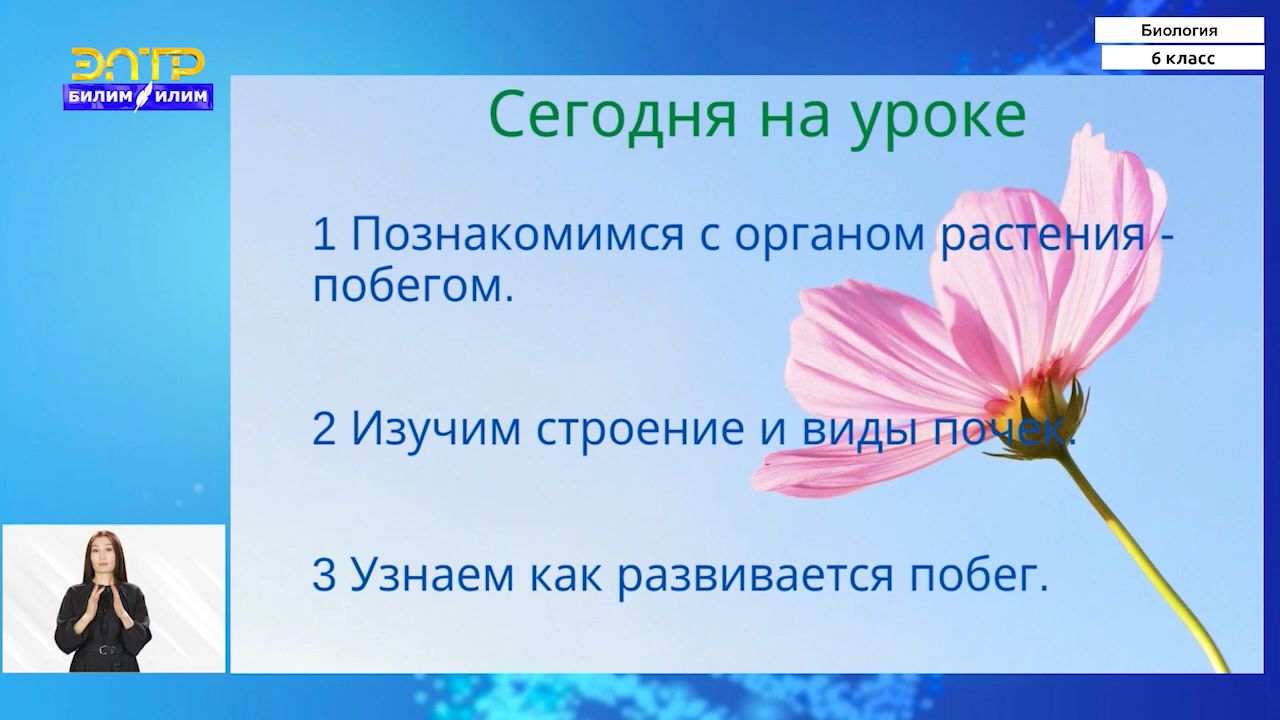 Биология
6 класс
ЭЛТР
БИЛИМ ИЛИМ
Сегодня на уроке
1 Познакомимся с органом растения -
побегом.
2 Изучим строение и виды почек.
3 Узнаем как развивается побег.